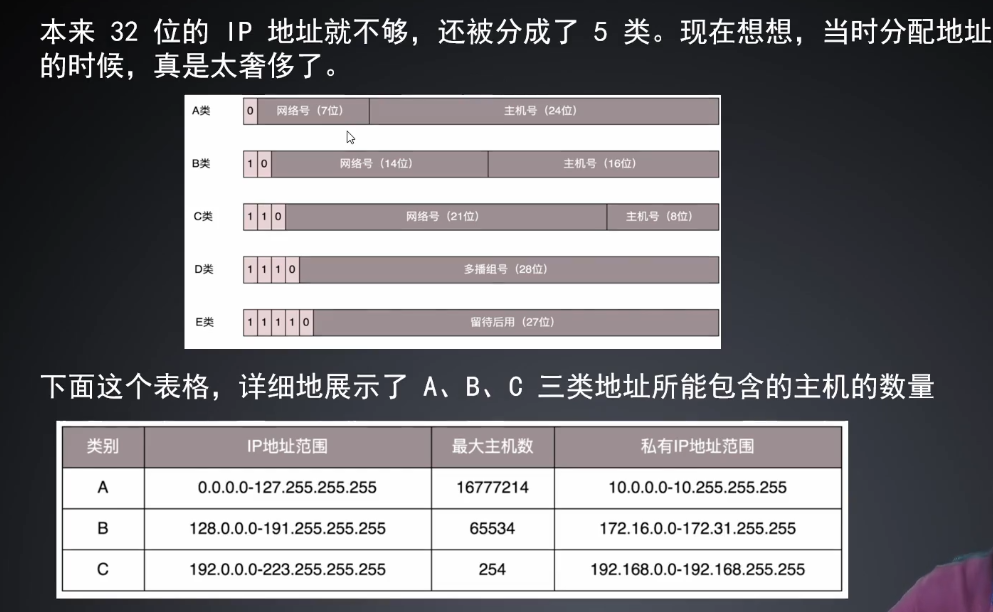 本来 32 位的 IP 地址就不够，还被分成了 5 类。现在想想，当时分配地址
的时候，真是太奢侈了。
A类 0 网络号（7位） 主机号（24位）
B类 1 0 网络号（14位） 主机号（16位）
C类 1 1 0 网络号（21位） 主机号（8位）
D类 1 1 1 0 多播组号（28位）
E类 1 1 1 1 0 留待后用（27位）
下面这个表格，详细地展示了 A、B、C 三类地址所能包含的主机的数量
类别 IP地址范围 最大主机数 私有IP地址范围
A 0.0.0.0-127.255.255.255 16777214 10.0.0.0-10.255.255.255
B 128.0.0.0-191.255.255.255 65534 172.16.0.0-172.31.255.255
C 192.0.0.0-223.255.255.255 254 192.168.0.0-192.168.255.255